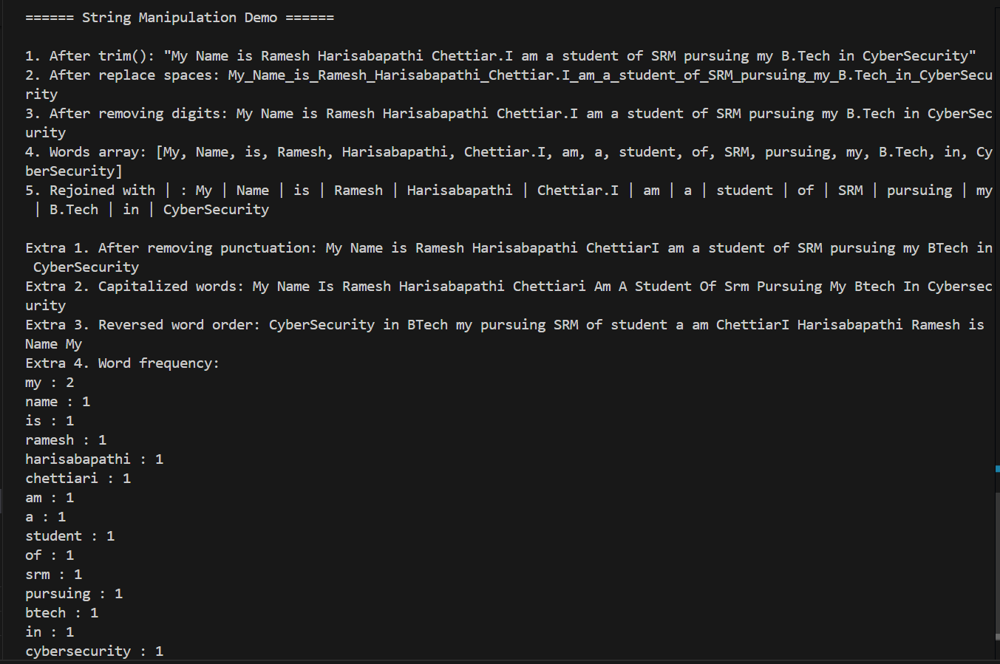 ====== String Manipulation Demo ======
1. After trim(): "My Name is Ramesh Harisabapathi Chettiar.I am a student of SRM pursuing my B.Tech in CyberSecurity"
2. After replace spaces: My_Name_is_Ramesh_Harisabapathi_Chettiar.I_am_a_student_of_SRM_pursuing_my_B.Tech_in_CyberSecu
rity
3. After removing digits: My Name is Ramesh Harisabapathi Chettiar.I am a student of SRM pursuing my B.Tech in CyberSec
urity
4. Words array: [My, Name, is, Ramesh, Harisabapathi, Chettiar.I, am, a, student, of, SRM, pursuing, my, B.Tech, in, Cy
berSecurity]
5. Rejoined with | : My | Name | is | Ramesh | Harisabapathi | Chettiar.I | am | a | student | of | SRM | pursuing | my
| B.Tech | in | CyberSecurity
Extra 1. After removing punctuation: My Name is Ramesh Harisabapathi ChettiarI am a student of SRM pursuing my BTech in
CyberSecurity
Extra 2. Capitalized words: My Name Is Ramesh Harisabapathi Chettiari Am A Student Of Srm Pursuing My Btech In Cybersec
urity
Extra 3. Reversed word order: CyberSecurity in BTech my pursuing SRM of student a am ChettiarI Harisabapathi Ramesh is
Name My
Extra 4. Word frequency:
my : 2
name : 1
is : 1
ramesh : 1
harisabapathi : 1
chettiari : 1
am : 1
a : 1
student : 1
of : 1
srm : 1
pursuing : 1
btech : 1
in : 1
cybersecurity : 1